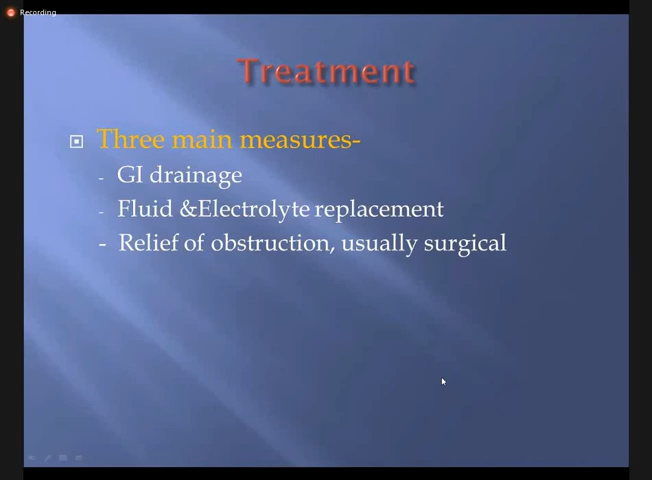 Recording
Treatment
Three main measures-
- GI drainage
- Fluid &Electrolyte replacement
- Relief of obstruction, usually surgical